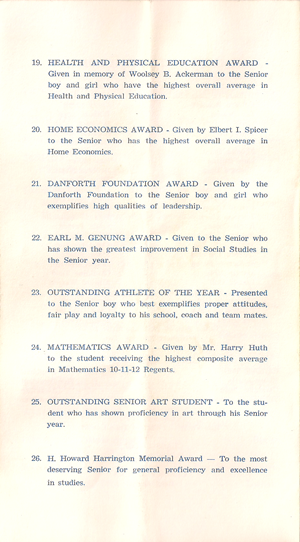 19. HEALTH AND PHYSICAL EDUCATION AWARD -
Given in memory of Woolsey B. Ackerman to the Senior
boy and girl who have the highest overall average in
Health and Physical Education.
20. HOME ECONOMICS AWARD - Given by Elbert I. Spicer
to the Senior who has the highest overall average in
Home Economics.
21. DANFORTH FOUNDATION AWARD - Given by the
Danforth Foundation to the Senior boy and girl who
exemplifies high qualities of leadership.
22. EARL M. GENUNG AWARD - Given to the Senior who
has shown the greatest improvement in Social Studies in
the Senior year.
23. OUTSTANDING ATHLETE OF THE YEAR - Presented
to the Senior boy who best exemplifies proper attitudes,
fair play and loyalty to his school, coach and team mates.
24. MATHEMATICS AWARD - Given by Mr. Harry Huth
to the student receiving the highest composite average
in Mathematics 10-11-12 Regents.
25. OUTSTANDING SENIOR ART STUDENT - To the stu-
dent who has shown proficiency in art through his Senior
year.
26. H. Howard Harrington Memorial Award — To the most
deserving Senior for general proficiency and excellence
in studies.